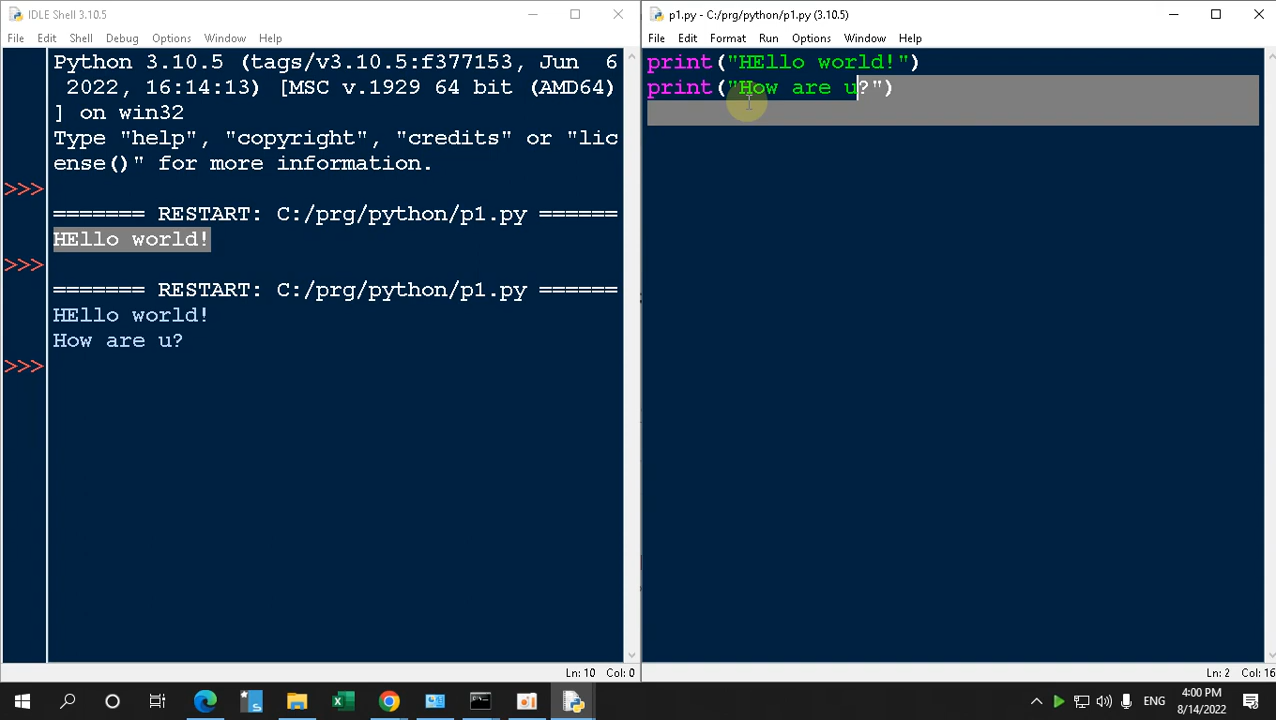 IDLE Shell 3.10.5
File Edit Shell Debug Options Window Help
Python 3.10.5 (tags/v3.10.5:f377153, Jun  6
 2022, 16:14:13) [MSC v.1929 64 bit (AMD64)
] on win32
Type "help", "copyright", "credits" or "lic
ense()" for more information.
>>>
======= RESTART: C:/prg/python/p1.py ======
HEllo world!
>>>
======= RESTART: C:/prg/python/p1.py ======
HEllo world!
How are u?
>>>
Ln: 10 Col: 0
p1.py - C:/prg/python/p1.py (3.10.5)
File Edit Format Run Options Window Help
print("HEllo world!")
print("How are u?")
Ln: 2 Col: 16
ENG
4:00 PM
8/14/2022